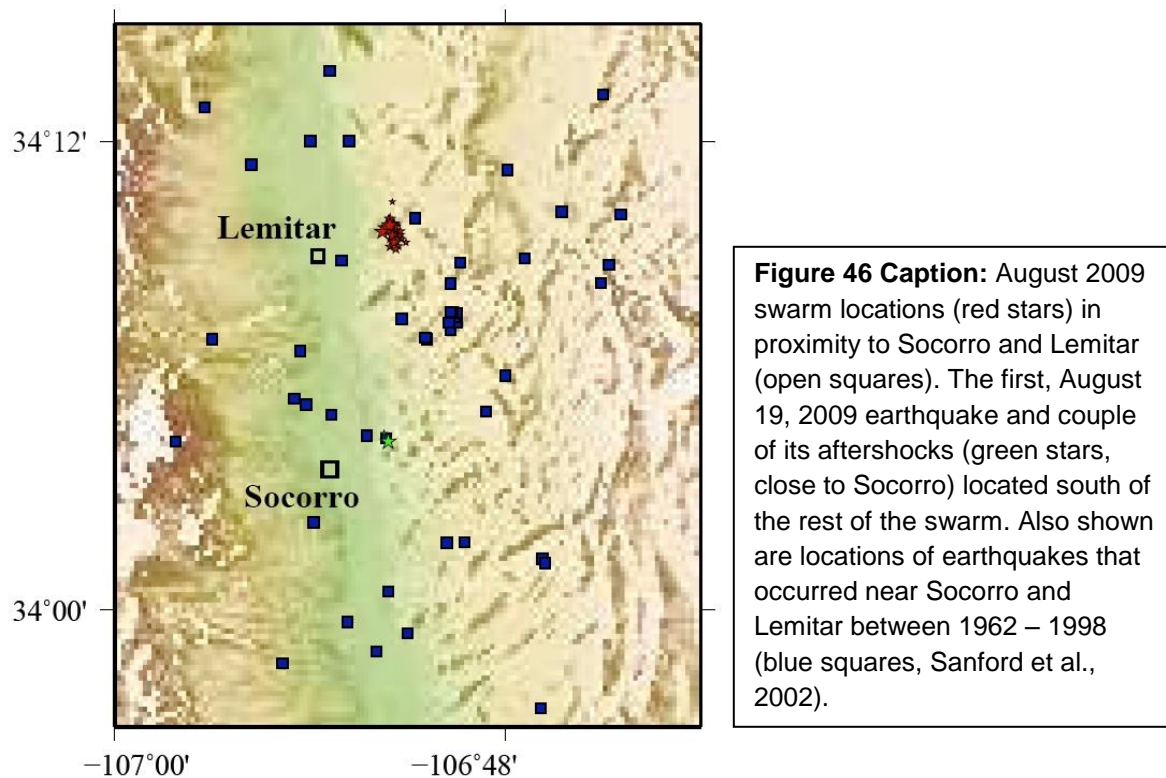 34˚12'
Lemitar
Socorro
34˚00'
−107˚00'
−106˚48'
Figure 46 Caption: August 2009
swarm locations (red stars) in
proximity to Socorro and Lemitar
(open squares). The first, August
19, 2009 earthquake and couple
of its aftershocks (green stars,
close to Socorro) located south of
the rest of the swarm. Also shown
are locations of earthquakes that
occurred near Socorro and
Lemitar between 1962 – 1998
(blue squares, Sanford et al.,
2002).